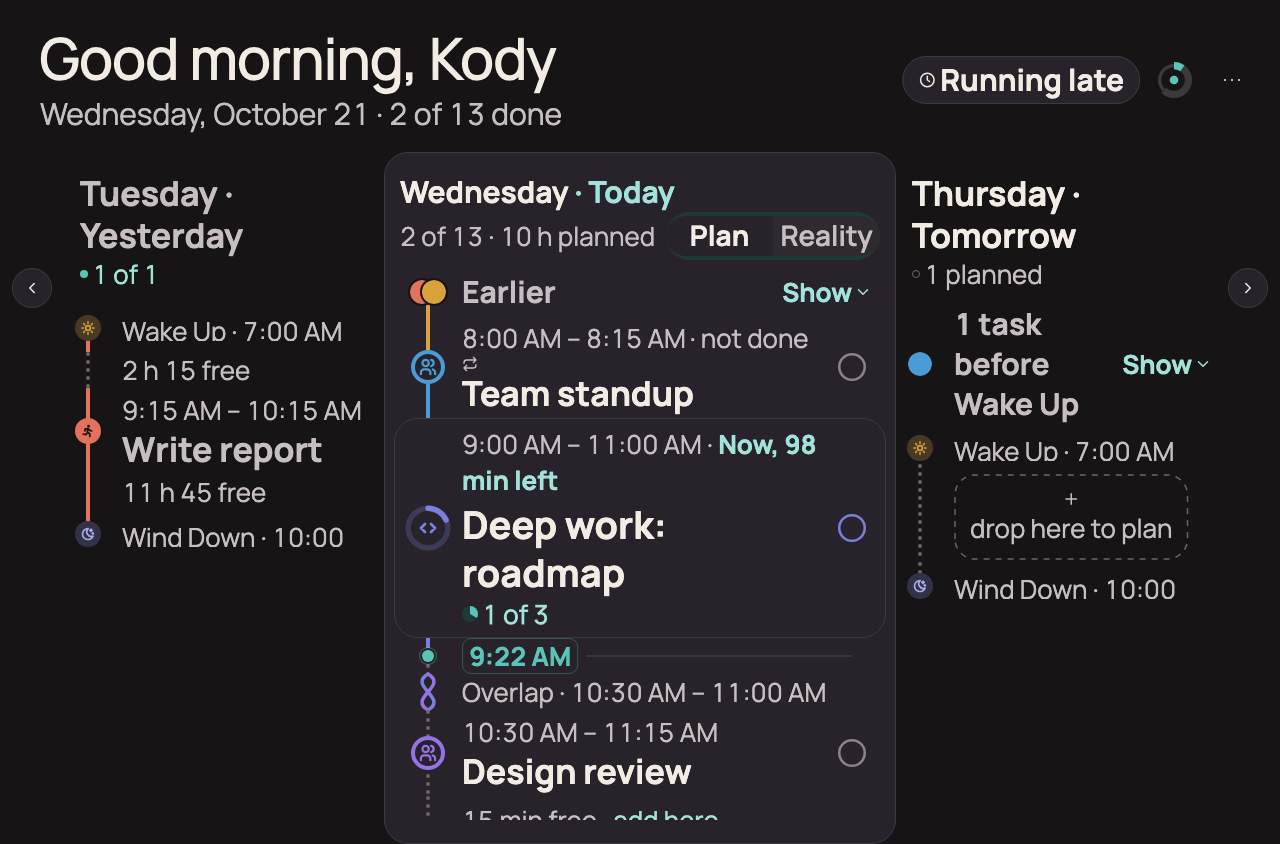 Good morning, Kody
Wednesday, October 21 · 2 of 13 done
Running late
Tuesday ·
Yesterday
1 of 1
Wake Up · 7:00 AM
2 h 15 free
9:15 AM – 10:15 AM
Write report
11 h 45 free
Wind Down · 10:00
Wednesday · Today
2 of 13 · 10 h planned
Plan
Reality
Earlier
Show
8:00 AM – 8:15 AM · not done
Team standup
9:00 AM – 11:00 AM · Now, 98
min left
Deep work:
roadmap
1 of 3
9:22 AM
Overlap · 10:30 AM – 11:00 AM
10:30 AM – 11:15 AM
Design review
15 min free · add here
Thursday ·
Tomorrow
1 planned
1 task
before
Wake Up
Show
Wake Up · 7:00 AM
+
drop here to plan
Wind Down · 10:00